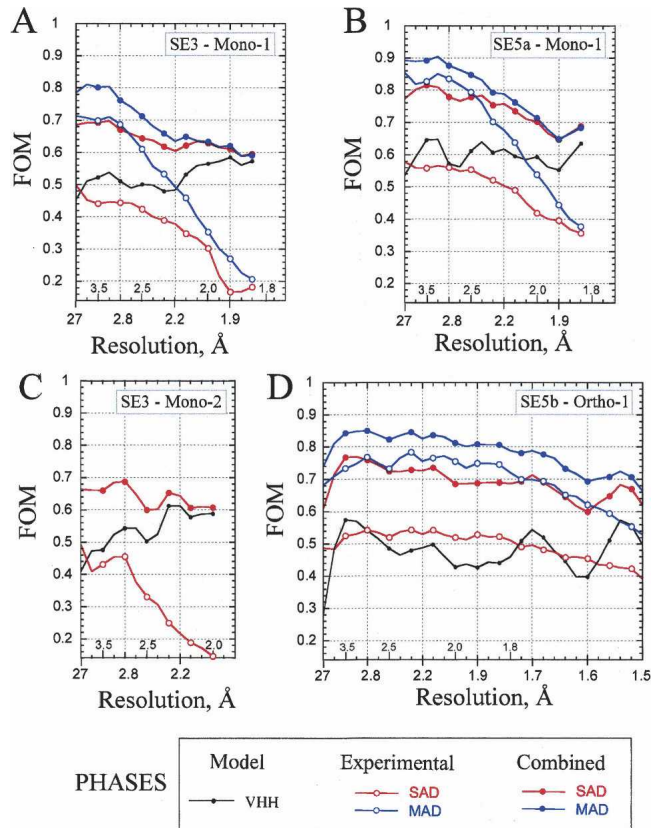 A
SE3 - Mono-1
FOM
1
0.9
0.8
0.7
0.6
0.5
0.4
0.3
0.2
3.5 2.5 2.0 1.8
27 2.8 2.2 1.9
Resolution, Å
B
SE5a - Mono-1
FOM
1
0.9
0.8
0.7
0.6
0.5
0.4
0.3
0.2
3.5 2.5 2.0 1.8
27 2.8 2.2 1.9
Resolution, Å
C
SE3 - Mono-2
FOM
1
0.9
0.8
0.7
0.6
0.5
0.4
0.3
0.2
3.5 2.5 2.0
27 2.8 2.2
Resolution, Å
D
SE5b - Ortho-1
FOM
1
0.9
0.8
0.7
0.6
0.5
0.4
0.3
0.2
3.5 2.5 2.0 1.8
27 2.8 2.2 1.9 1.7 1.6 1.5
Resolution, Å
PHASES
Model Experimental Combined
VHH SAD SAD
MAD MAD